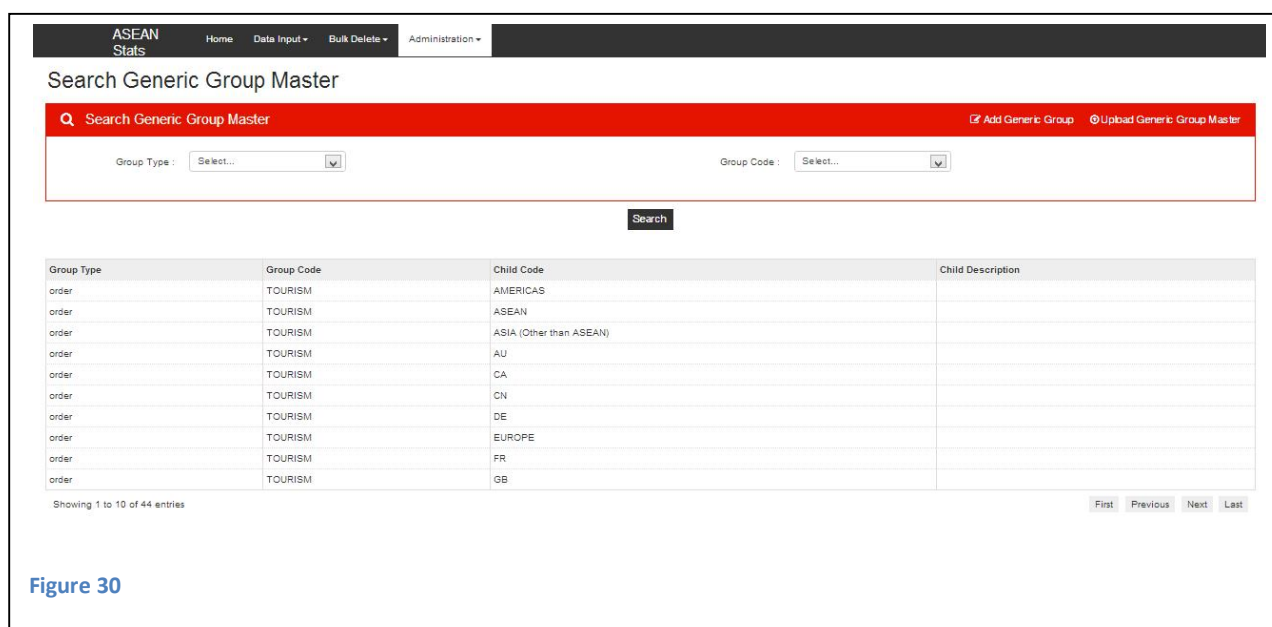 ASEAN Stats Home Data Input Bulk Delete Administration
Search Generic Group Master
Search Generic Group Master Add Generic Group Upload Generic Group Master
Group Type : Select... Group Code : Select...
Search
Group Type Group Code Child Code Child Description
order TOURISM AMERICAS
order TOURISM ASEAN
order TOURISM ASIA (Other than ASEAN)
order TOURISM AU
order TOURISM CA
order TOURISM CN
order TOURISM DE
order TOURISM EUROPE
order TOURISM FR
order TOURISM GB
Showing 1 to 10 of 44 entries First Previous Next Last
Figure 30